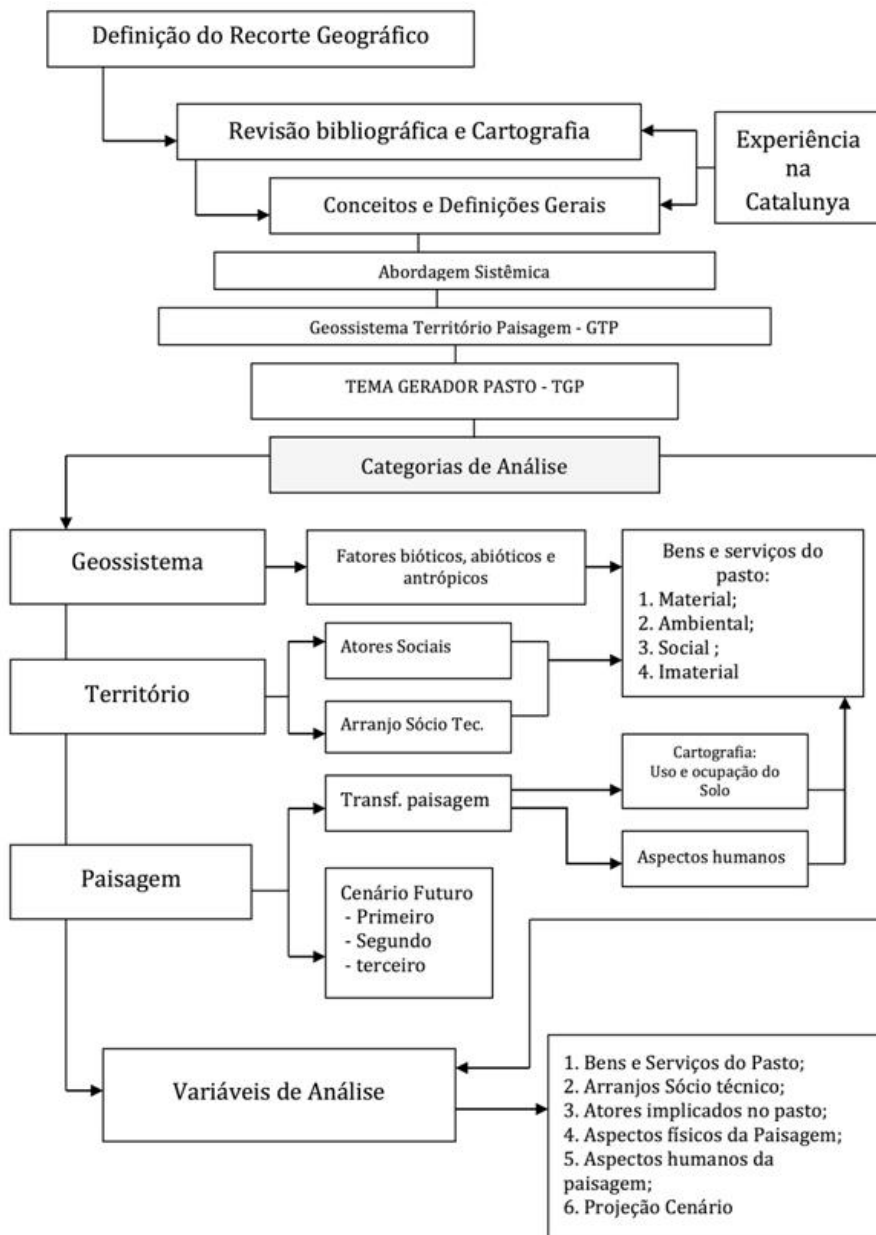 Definição do Recorte Geográfico
Revisão bibliográfica e Cartografia
Experiência
na
Catalunya
Conceitos e Definições Gerais
Abordagem Sistêmica
Geossistema Território Paisagem - GTP
TEMA GERADOR PASTO - TGP
Categorias de Análise
Geossistema
Fatores bióticos, abióticos e
antrópicos
Bens e serviços do
pasto:
1. Material;
2. Ambiental;
3. Social ;
4. Imaterial
Território
Atores Sociais
Arranjo Sócio Tec.
Paisagem
Transf. paisagem
Cartografia:
Uso e ocupação do
Solo
Aspectos humanos
Cenário Futuro
- Primeiro
- Segundo
- terceiro
Variáveis de Análise
1. Bens e Serviços do Pasto;
2. Arranjos Sócio técnico;
3. Atores implicados no pasto;
4. Aspectos físicos da Paisagem;
5. Aspectos humanos da
paisagem;
6. Projeção Cenário